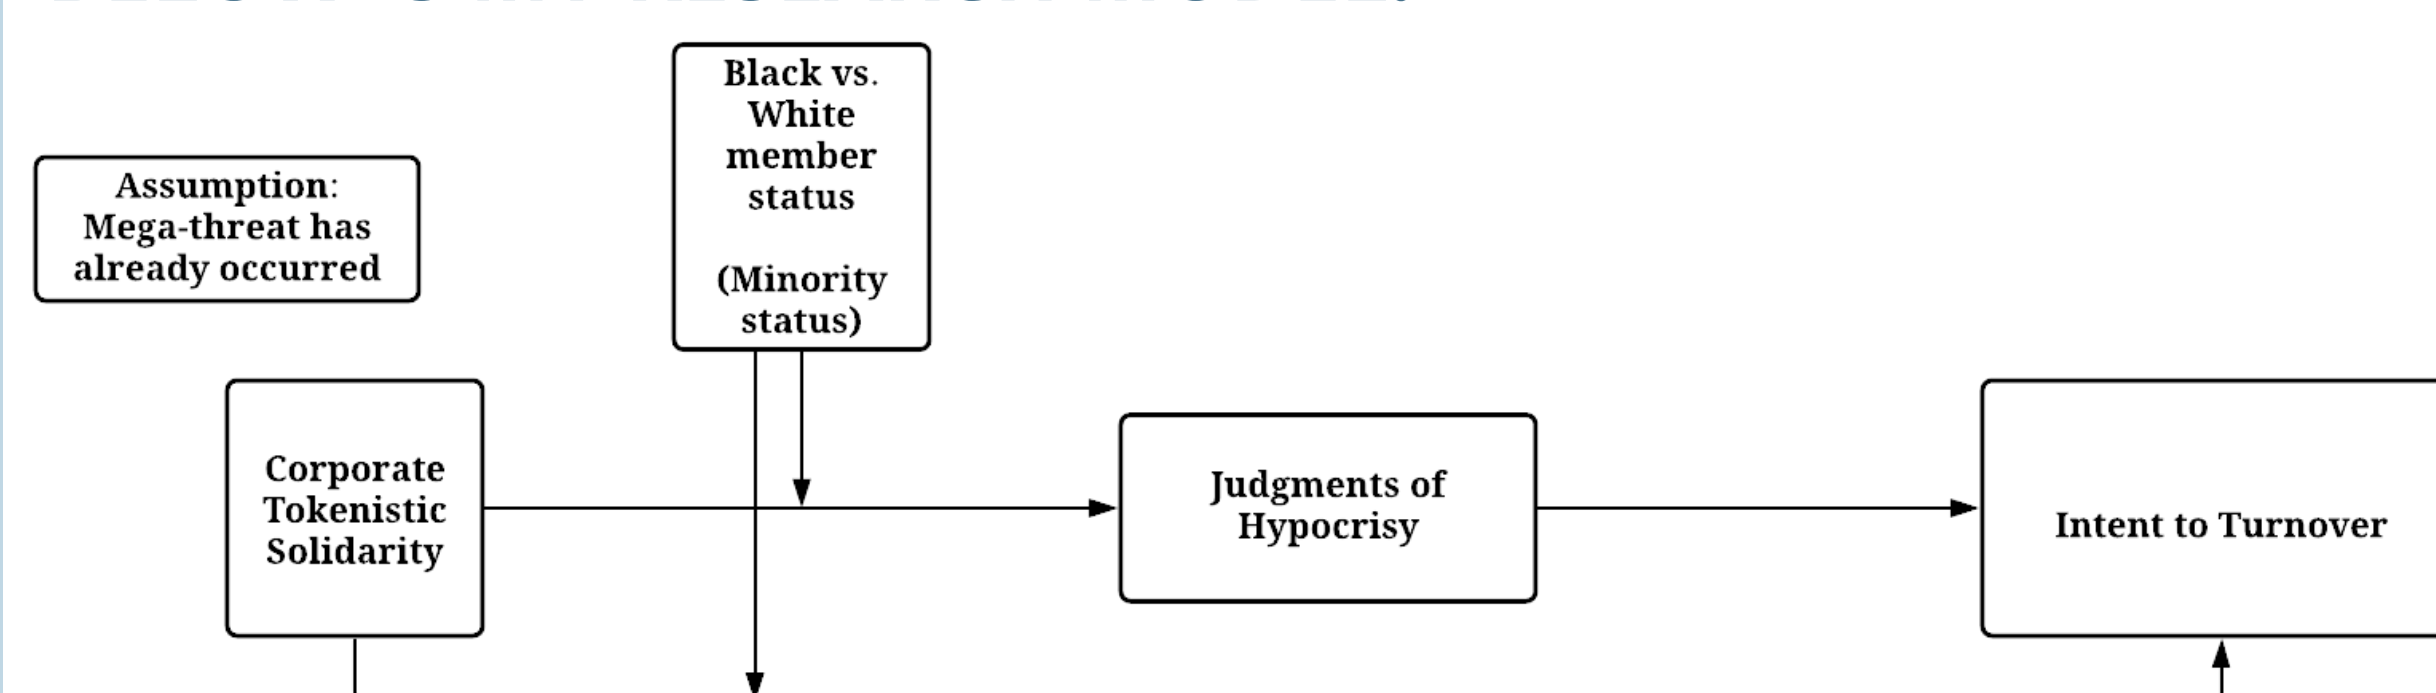 Black vs.
White
member
status
(Minority
status)
Assumption:
Mega-threat has
already occurred
Corporate
Tokenistic
Solidarity
Judgments of
Hypocrisy
Intent to Turnover